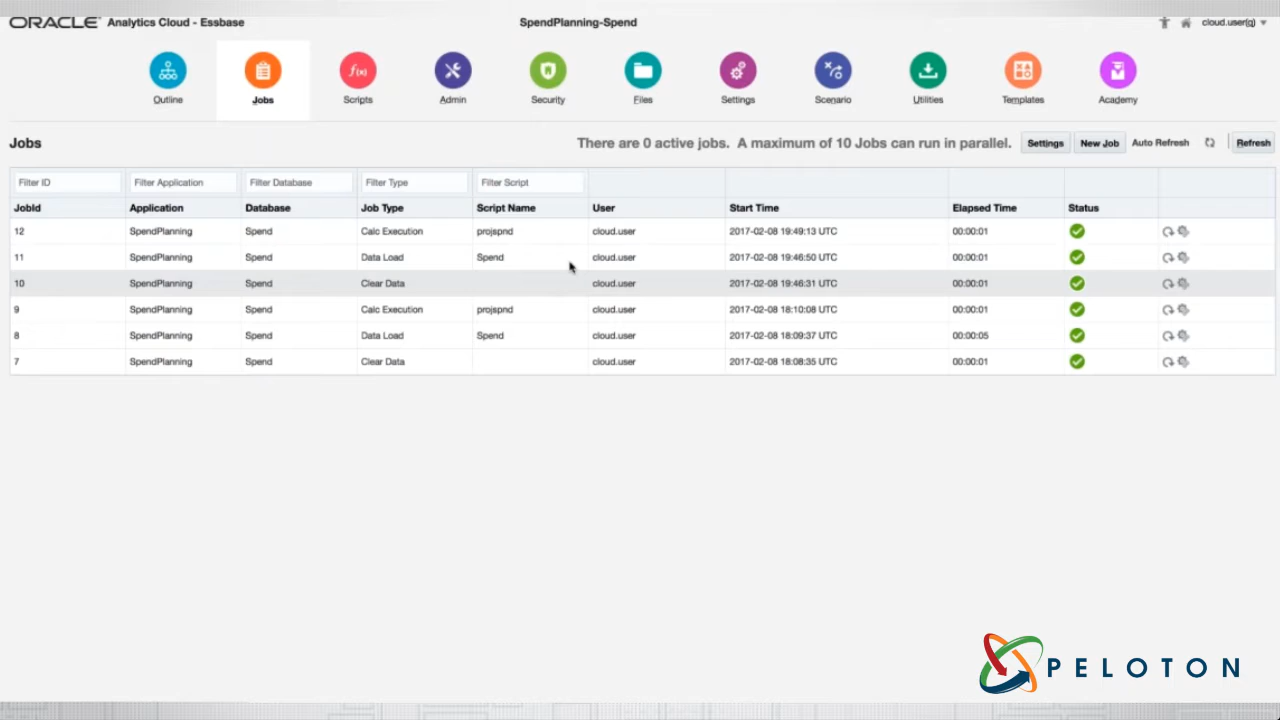 ORACLE Analytics Cloud - Essbase SpendPlanning-Spend cloud.user(g)
Outline Jobs Scripts Admin Security Files Settings Scenario Utilities Templates Academy
Jobs There are 0 active jobs. A maximum of 10 Jobs can run in parallel. Settings New Job Auto Refresh Refresh
Filter ID Filter Application Filter Database Filter Type Filter Script
JobId Application Database Job Type Script Name User Start Time Elapsed Time Status
12 SpendPlanning Spend Calc Execution projspnd cloud.user 2017-02-08 19:49:13 UTC 00:00:01
11 SpendPlanning Spend Data Load Spend cloud.user 2017-02-08 19:46:50 UTC 00:00:01
10 SpendPlanning Spend Clear Data cloud.user 2017-02-08 19:46:31 UTC 00:00:01
9 SpendPlanning Spend Calc Execution projspnd cloud.user 2017-02-08 18:10:08 UTC 00:00:01
8 SpendPlanning Spend Data Load Spend cloud.user 2017-02-08 18:09:37 UTC 00:00:05
7 SpendPlanning Spend Clear Data cloud.user 2017-02-08 18:08:35 UTC 00:00:01
PELOTON